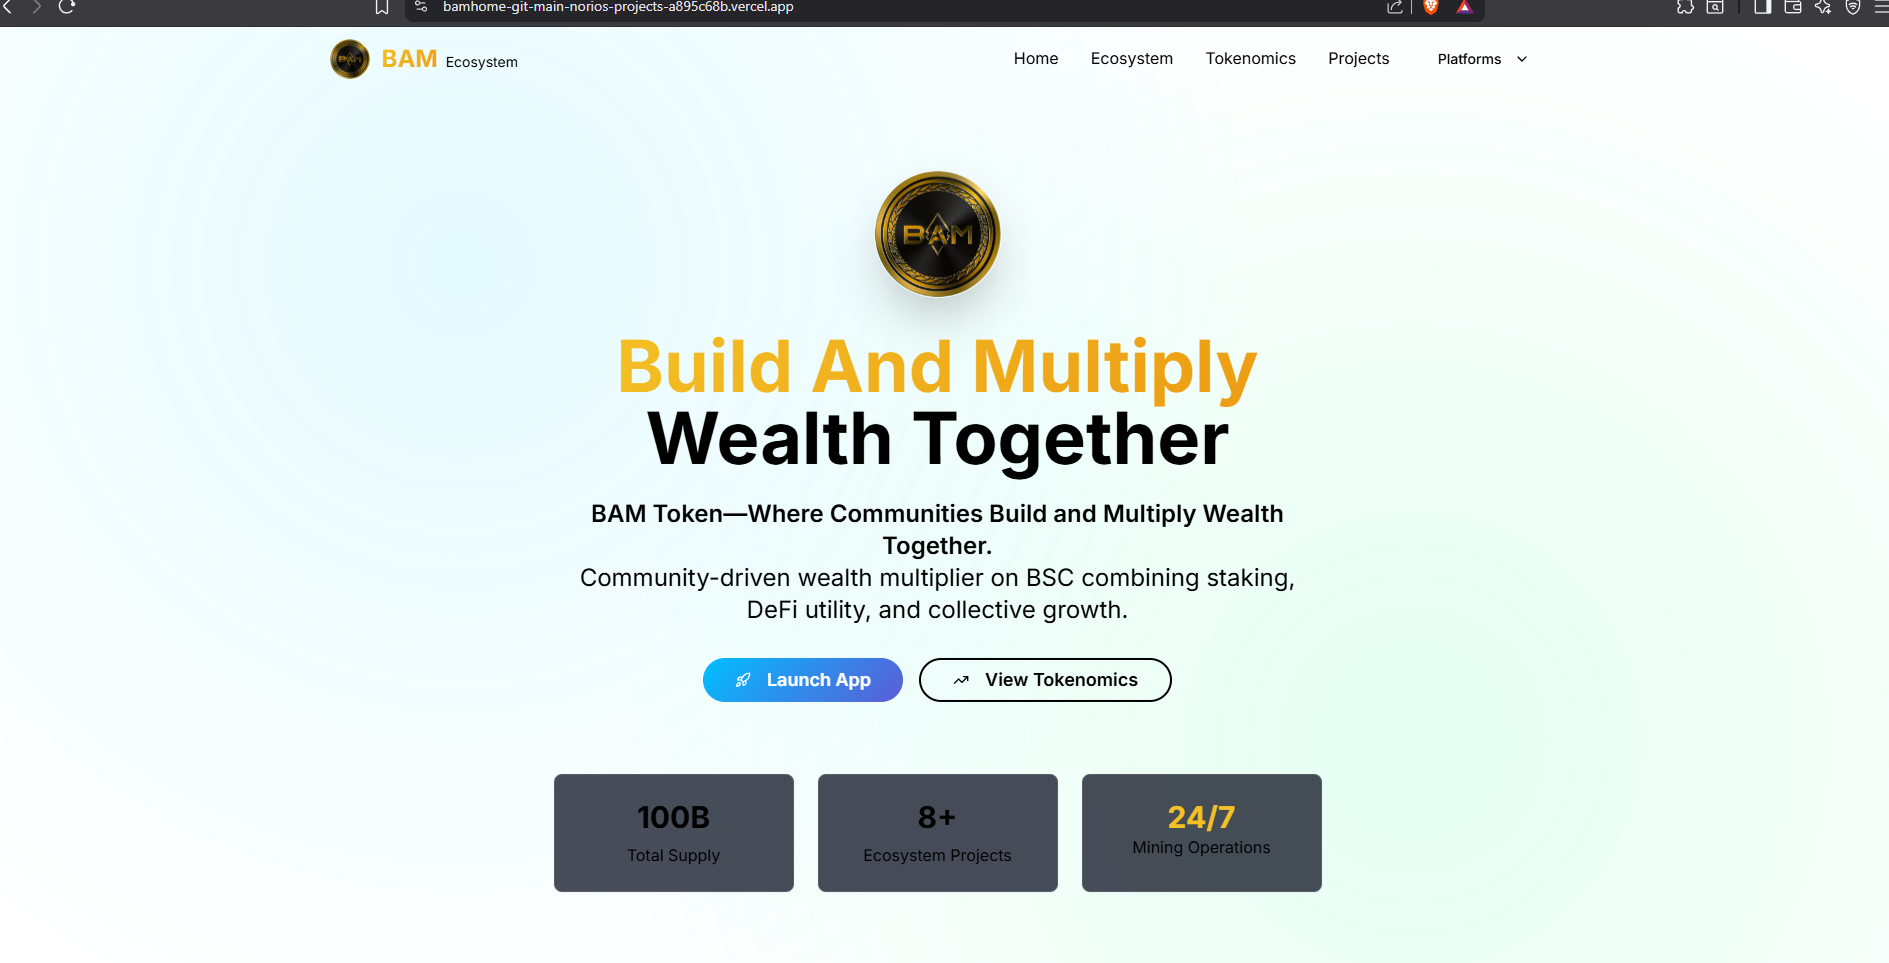 bamhome-git-main-norios-projects-a895c68b.vercel.app
BAM
BAM Ecosystem
Home
Ecosystem
Tokenomics
Projects
Platforms
BAM
Build And Multiply
Wealth Together
BAM Token—Where Communities Build and Multiply Wealth
Together.
Community-driven wealth multiplier on BSC combining staking,
DeFi utility, and collective growth.
Launch App
View Tokenomics
100B
Total Supply
8+
Ecosystem Projects
24/7
Mining Operations